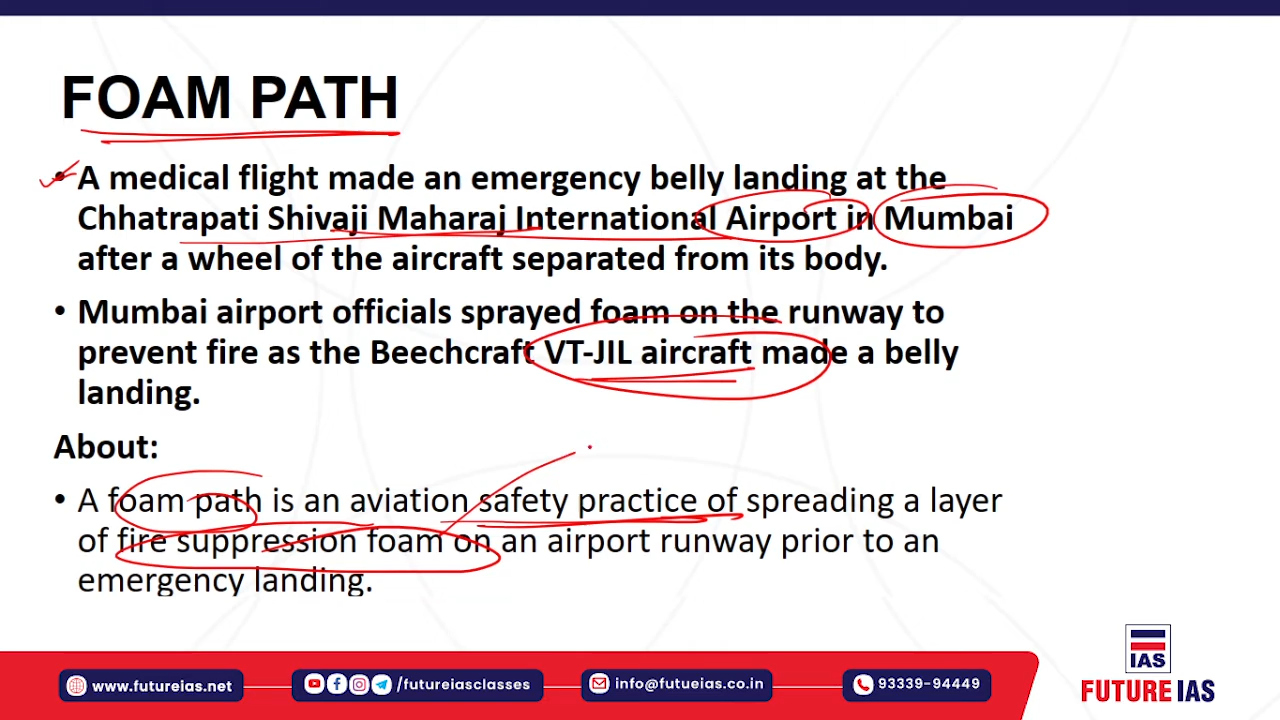 FOAM PATH
• A medical flight made an emergency belly landing at the
Chhatrapati Shivaji Maharaj International Airport in Mumbai
after a wheel of the aircraft separated from its body.
• Mumbai airport officials sprayed foam on the runway to
prevent fire as the Beechcraft VT-JIL aircraft made a belly
landing.
About:
• A foam path is an aviation safety practice of spreading a layer
of fire suppression foam on an airport runway prior to an
emergency landing.
IAS
FUTURE IAS
www.futureias.net
/futureiasclasses
info@futueias.co.in
93339-94449